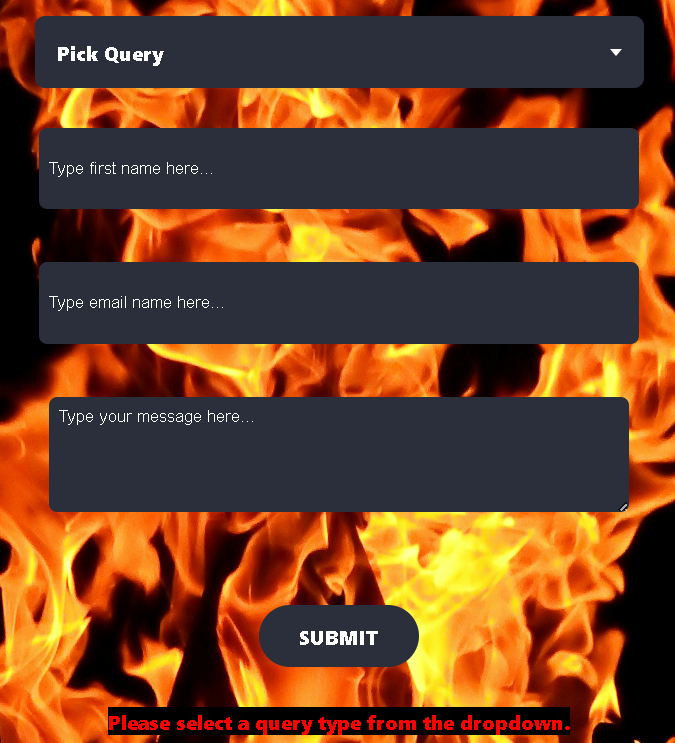 Pick Query
Type first name here...
Type email name here...
Type your message here...
SUBMIT
Please select a query type from the dropdown.